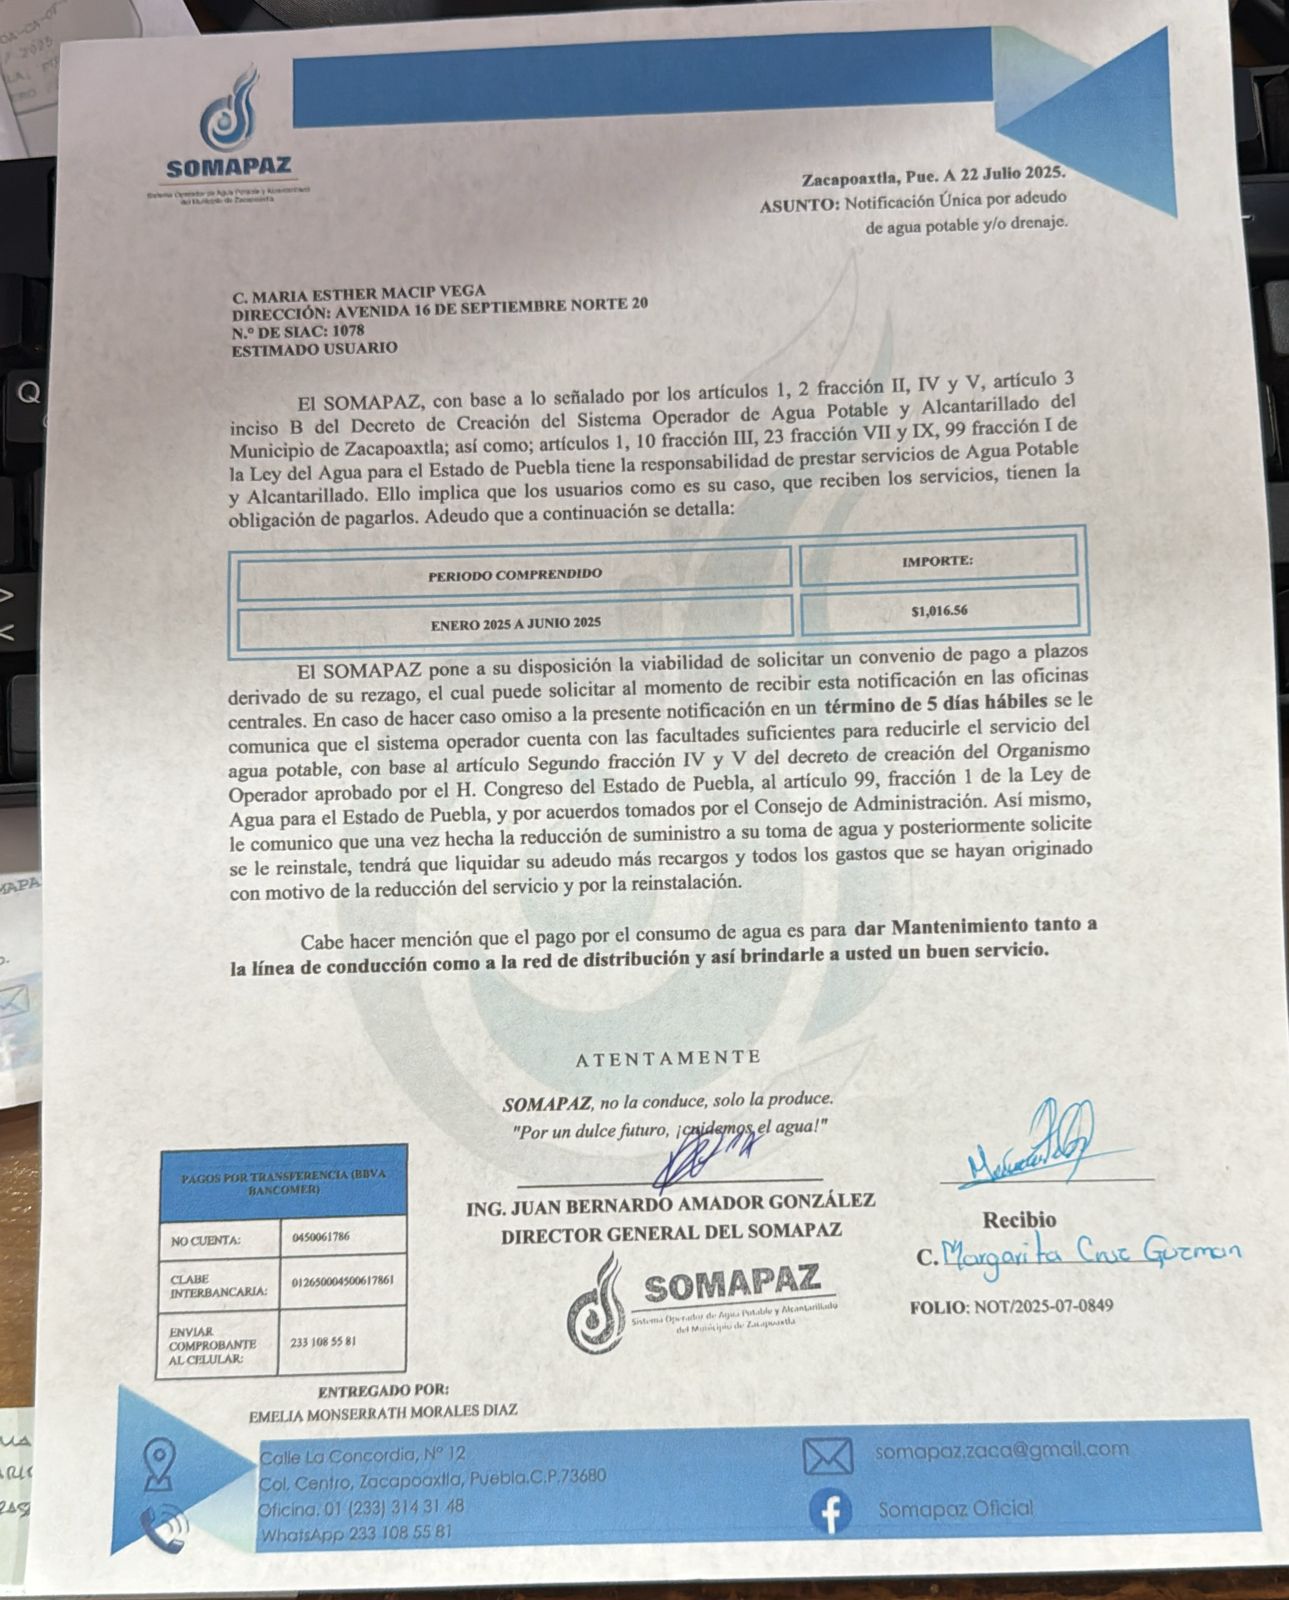 SOMAPAZ
Sistema Operador de Agua Potable y Alcantarillado
del Municipio de Zacapoaxtla
Zacapoaxtla, Pue. A 22 Julio 2025.
ASUNTO: Notificación Única por adeudo
de agua potable y/o drenaje.
C. MARIA ESTHER MACIP VEGA
DIRECCIÓN: AVENIDA 16 DE SEPTIEMBRE NORTE 20
N.º DE SIAC: 1078
ESTIMADO USUARIO
El SOMAPAZ, con base a lo señalado por los artículos 1, 2 fracción II, IV y V, artículo 3
inciso B del Decreto de Creación del Sistema Operador de Agua Potable y Alcantarillado del
Municipio de Zacapoaxtla; así como; artículos 1, 10 fracción III, 23 fracción VII y IX, 99 fracción I de
la Ley del Agua para el Estado de Puebla tiene la responsabilidad de prestar servicios de Agua Potable
y Alcantarillado. Ello implica que los usuarios como es su caso, que reciben los servicios, tienen la
obligación de pagarlos. Adeudo que a continuación se detalla:
PERIODO COMPRENDIDO
IMPORTE:
ENERO 2025 A JUNIO 2025
$1,016.56
El SOMAPAZ pone a su disposición la viabilidad de solicitar un convenio de pago a plazos
derivado de su rezago, el cual puede solicitar al momento de recibir esta notificación en las oficinas
centrales. En caso de hacer caso omiso a la presente notificación en un término de 5 días hábiles se le
comunica que el sistema operador cuenta con las facultades suficientes para reducirle el servicio del
agua potable, con base al artículo Segundo fracción IV y V del decreto de creación del Organismo
Operador aprobado por el H. Congreso del Estado de Puebla, al artículo 99, fracción 1 de la Ley de
Agua para el Estado de Puebla, y por acuerdos tomados por el Consejo de Administración. Así mismo,
le comunico que una vez hecha la reducción de suministro a su toma de agua y posteriormente solicite
se le reinstale, tendrá que liquidar su adeudo más recargos y todos los gastos que se hayan originado
con motivo de la reducción del servicio y por la reinstalación.
Cabe hacer mención que el pago por el consumo de agua es para dar Mantenimiento tanto a
la línea de conducción como a la red de distribución y así brindarle a usted un buen servicio.
ATENTAMENTE
SOMAPAZ, no la conduce, solo la produce.
"Por un dulce futuro, ¡cuidemos el agua!"
ING. JUAN BERNARDO AMADOR GONZÁLEZ
DIRECTOR GENERAL DEL SOMAPAZ
SOMAPAZ
Sistema Operador de Agua Potable y Alcantarillado
del Municipio de Zacapoaxtla
Recibio
C. Margarita Cruz Guzman
FOLIO: NOT/2025-07-0849
PAGOS POR TRANSFERENCIA (BBVA
BANCOMER)
NO CUENTA:
0450061786
CLABE
INTERBANCARIA:
012650004500617861
ENVIAR
COMPROBANTE
AL CELULAR:
233 108 55 81
ENTREGADO POR:
EMELIA MONSERRATH MORALES DIAZ
Calle La Concordia, Nº 12
Col. Centro, Zacapoaxtla, Puebla.C.P.73680
Oficina. 01 (233) 314 31 48
WhatsApp 233 108 55 81
somapaz.zaca@gmail.com
Somapaz Oficial
Q